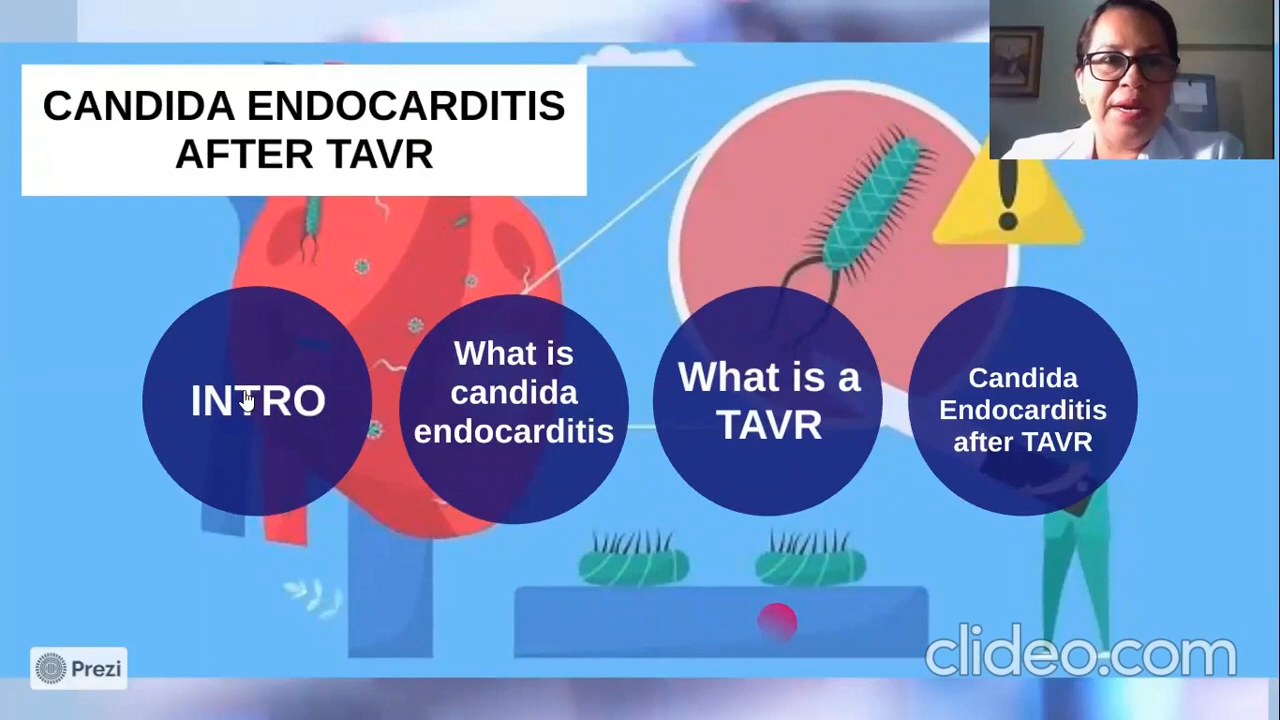 CANDIDA ENDOCARDITIS
AFTER TAVR
INTRO
What is
candida
endocarditis
What is a
TAVR
Candida
Endocarditis
after TAVR
Prezi
clideo.com